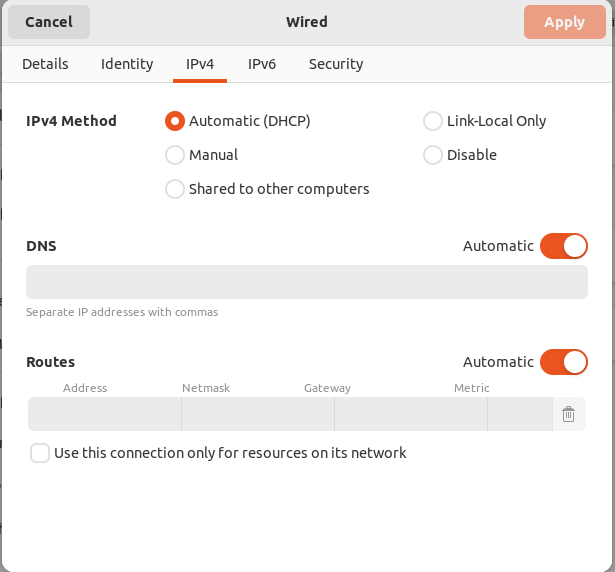 Cancel Wired Apply
Details Identity IPv4 IPv6 Security
IPv4 Method Automatic (DHCP) Link-Local Only
Manual Disable
Shared to other computers
DNS Automatic
Separate IP addresses with commas
Routes Automatic
Address Netmask Gateway Metric
Use this connection only for resources on its network